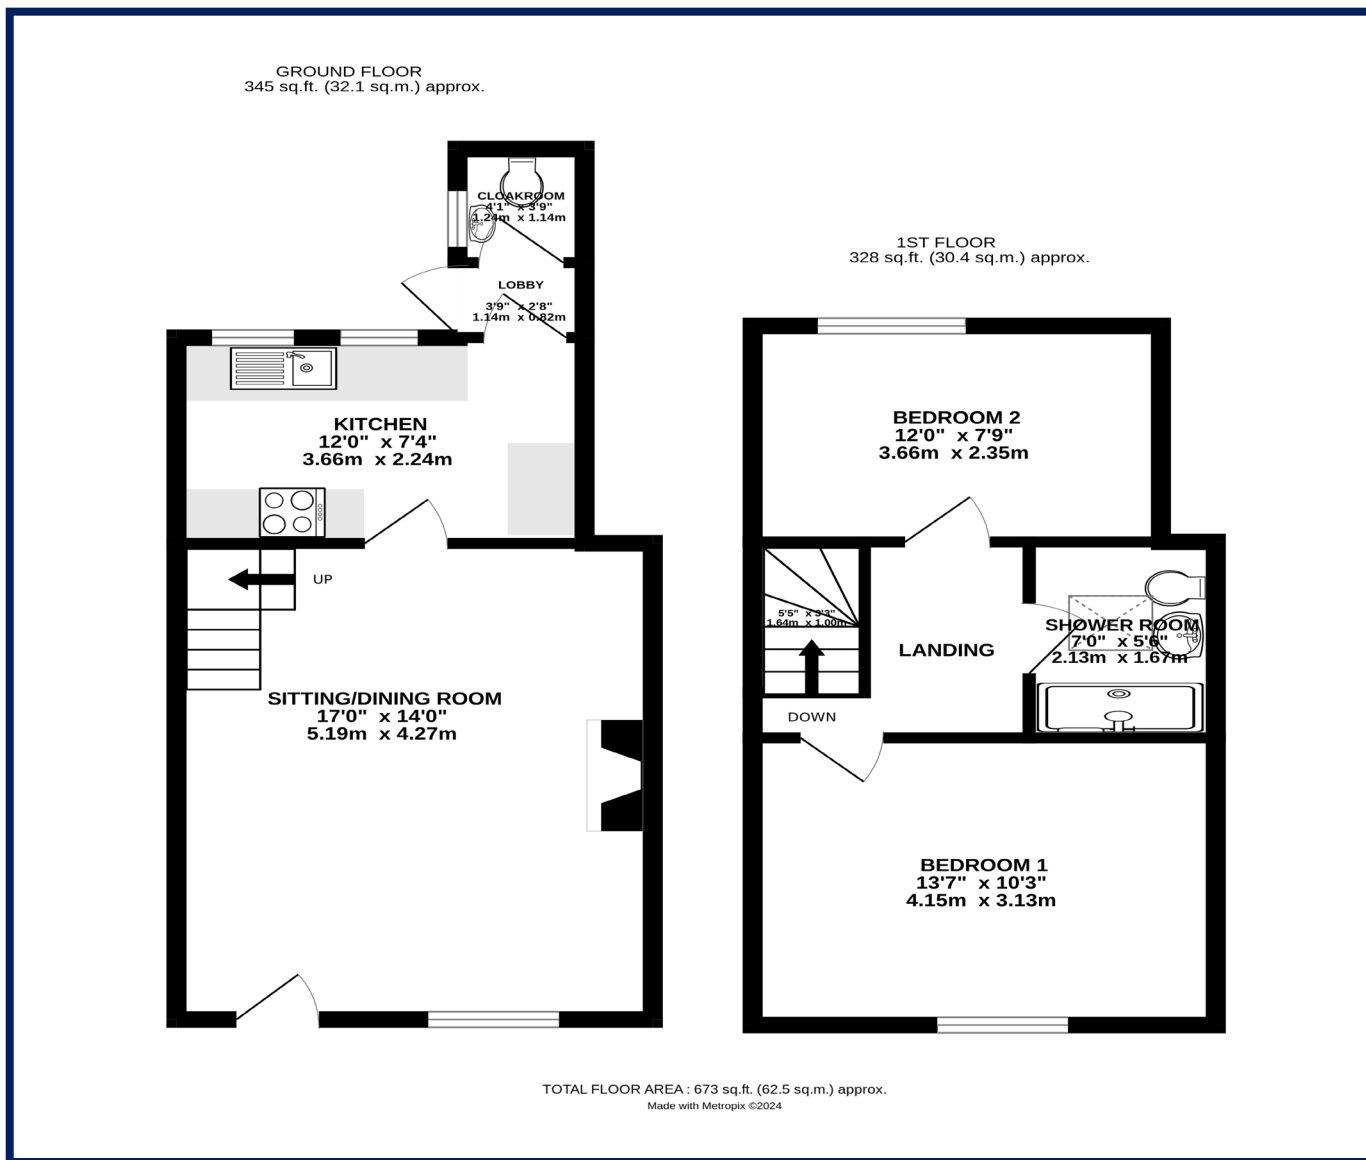 GROUND FLOOR
345 sq.ft. (32.1 sq.m.) approx.
CLOAKROOM
4'1" x 3'9"
1.24m x 1.14m
LOBBY
3'9" x 2'8"
1.14m x 0.82m
KITCHEN
12'0" x 7'4"
3.66m x 2.24m
UP
SITTING/DINING ROOM
17'0" x 14'0"
5.19m x 4.27m
1ST FLOOR
328 sq.ft. (30.4 sq.m.) approx.
BEDROOM 2
12'0" x 7'9"
3.66m x 2.35m
5'5" x 3'3"
1.64m x 1.00m
LANDING
SHOWER ROOM
7'0" x 5'6"
2.13m x 1.67m
DOWN
BEDROOM 1
13'7" x 10'3"
4.15m x 3.13m
TOTAL FLOOR AREA : 673 sq.ft. (62.5 sq.m.) approx.
Made with Metropix ©2024